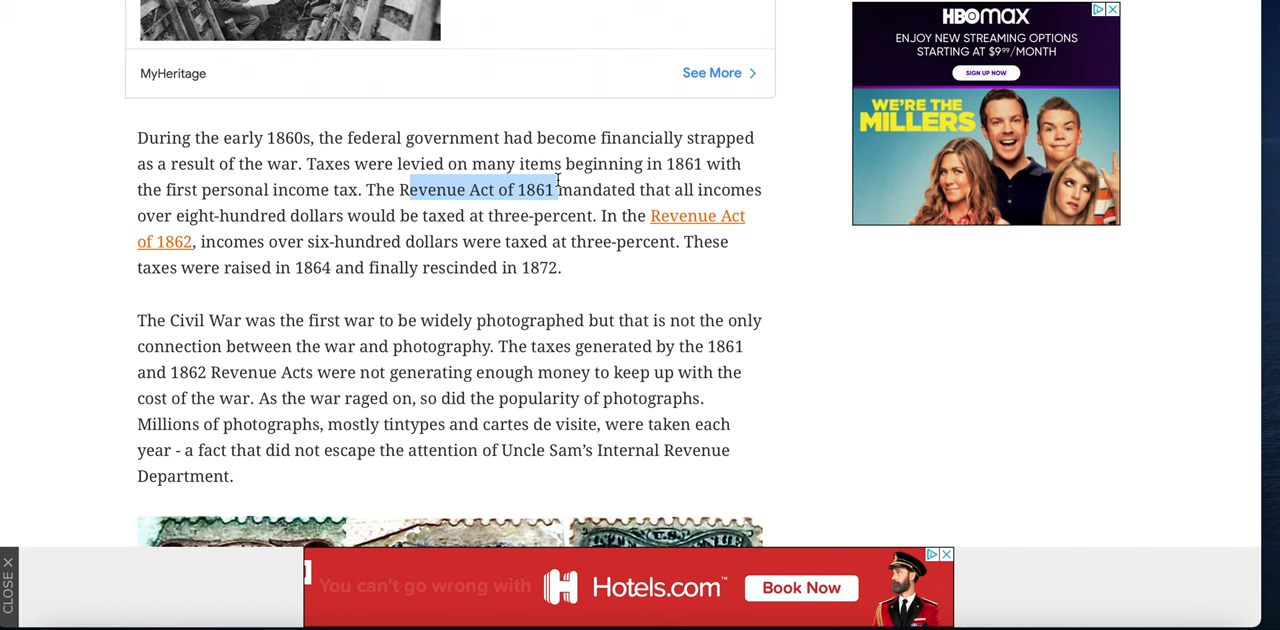 MyHeritage
See More
During the early 1860s, the federal government had become financially strapped
as a result of the war. Taxes were levied on many items beginning in 1861 with
the first personal income tax. The Revenue Act of 1861 mandated that all incomes
over eight-hundred dollars would be taxed at three-percent. In the Revenue Act
of 1862, incomes over six-hundred dollars were taxed at three-percent. These
taxes were raised in 1864 and finally rescinded in 1872.
The Civil War was the first war to be widely photographed but that is not the only
connection between the war and photography. The taxes generated by the 1861
and 1862 Revenue Acts were not generating enough money to keep up with the
cost of the war. As the war raged on, so did the popularity of photographs.
Millions of photographs, mostly tintypes and cartes de visite, were taken each
year - a fact that did not escape the attention of Uncle Sam's Internal Revenue
Department.
HBOMAX
ENJOY NEW STREAMING OPTIONS
STARTING AT $9⁹⁹/MONTH
SIGN UP NOW
WE'RE THE
MILLERS
CLOSE X
You can't go wrong with
Hotels.com™
Book Now